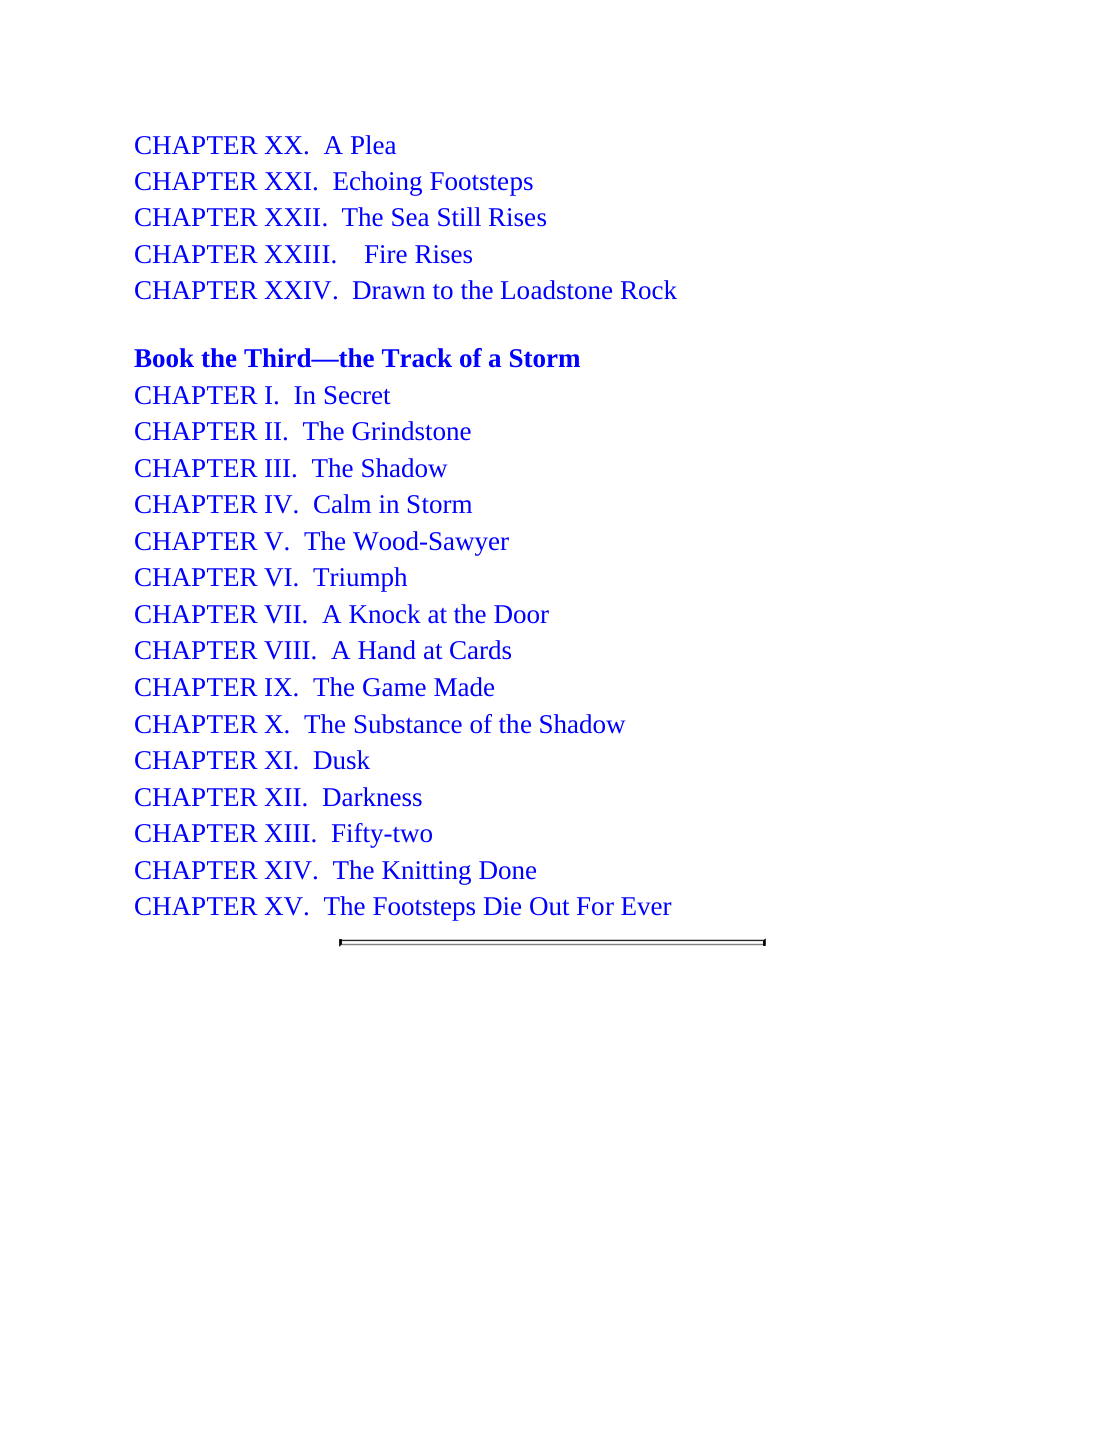 CHAPTER XX. A Plea
CHAPTER XXI. Echoing Footsteps
CHAPTER XXII. The Sea Still Rises
CHAPTER XXIII. Fire Rises
CHAPTER XXIV. Drawn to the Loadstone Rock
Book the Third—the Track of a Storm
CHAPTER I. In Secret
CHAPTER II. The Grindstone
CHAPTER III. The Shadow
CHAPTER IV. Calm in Storm
CHAPTER V. The Wood-Sawyer
CHAPTER VI. Triumph
CHAPTER VII. A Knock at the Door
CHAPTER VIII. A Hand at Cards
CHAPTER IX. The Game Made
CHAPTER X. The Substance of the Shadow
CHAPTER XI. Dusk
CHAPTER XII. Darkness
CHAPTER XIII. Fifty-two
CHAPTER XIV. The Knitting Done
CHAPTER XV. The Footsteps Die Out For Ever